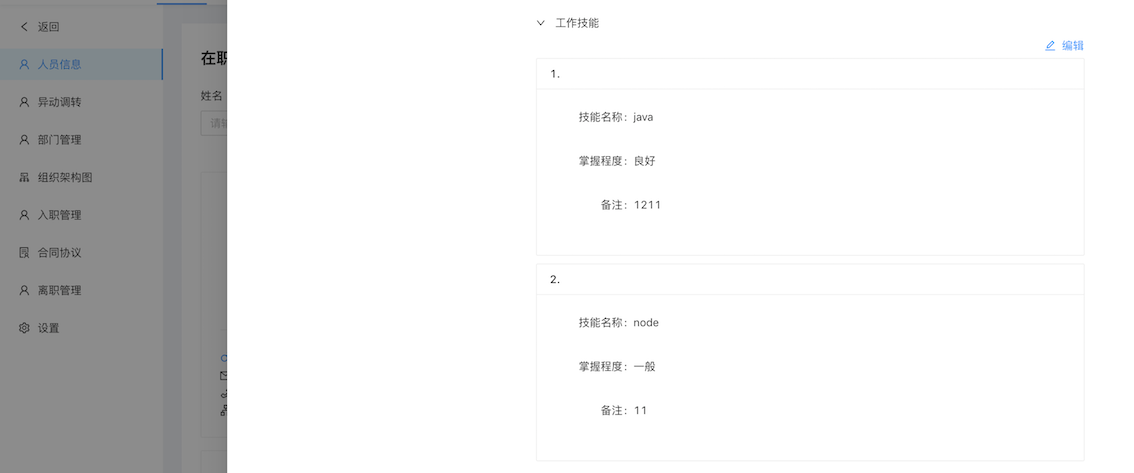 返回
人员信息
异动调转
部门管理
组织架构图
入职管理
合同协议
离职管理
设置
在职
姓名
请输
工作技能
编辑
1.
技能名称：java
掌握程度：良好
备注：1211
2.
技能名称：node
掌握程度：一般
备注：11